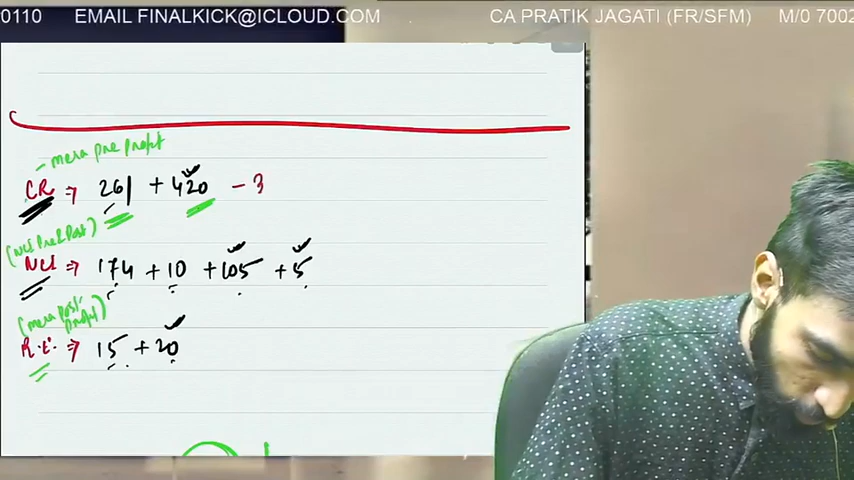 0110 EMAIL FINALKICK@ICLOUD.COM CA PRATIK JAGATI (FR/SFM) M/0 7002
- mera pre profit
CR ⇒ 261 + 420 - 3
(NCI Pre & Post)
NCI ⇒ 174 + 10 + 105 + 5
(mera post profit)
R.E. ⇒ 15 + 20